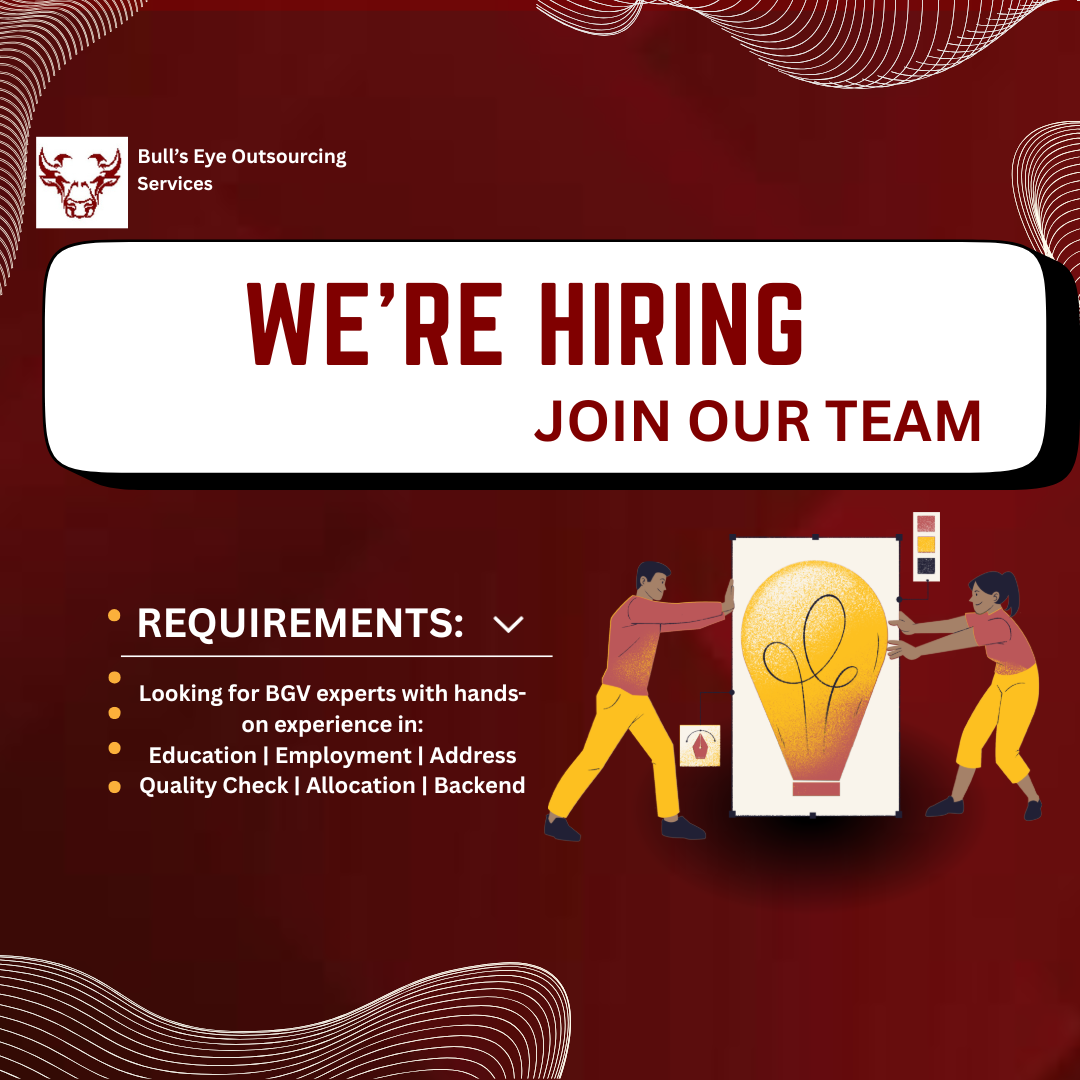 Bull’s Eye Outsourcing
Services
WE’RE HIRING
JOIN OUR TEAM
REQUIREMENTS:
Looking for BGV experts with hands-
on experience in:
Education | Employment | Address
Quality Check | Allocation | Backend